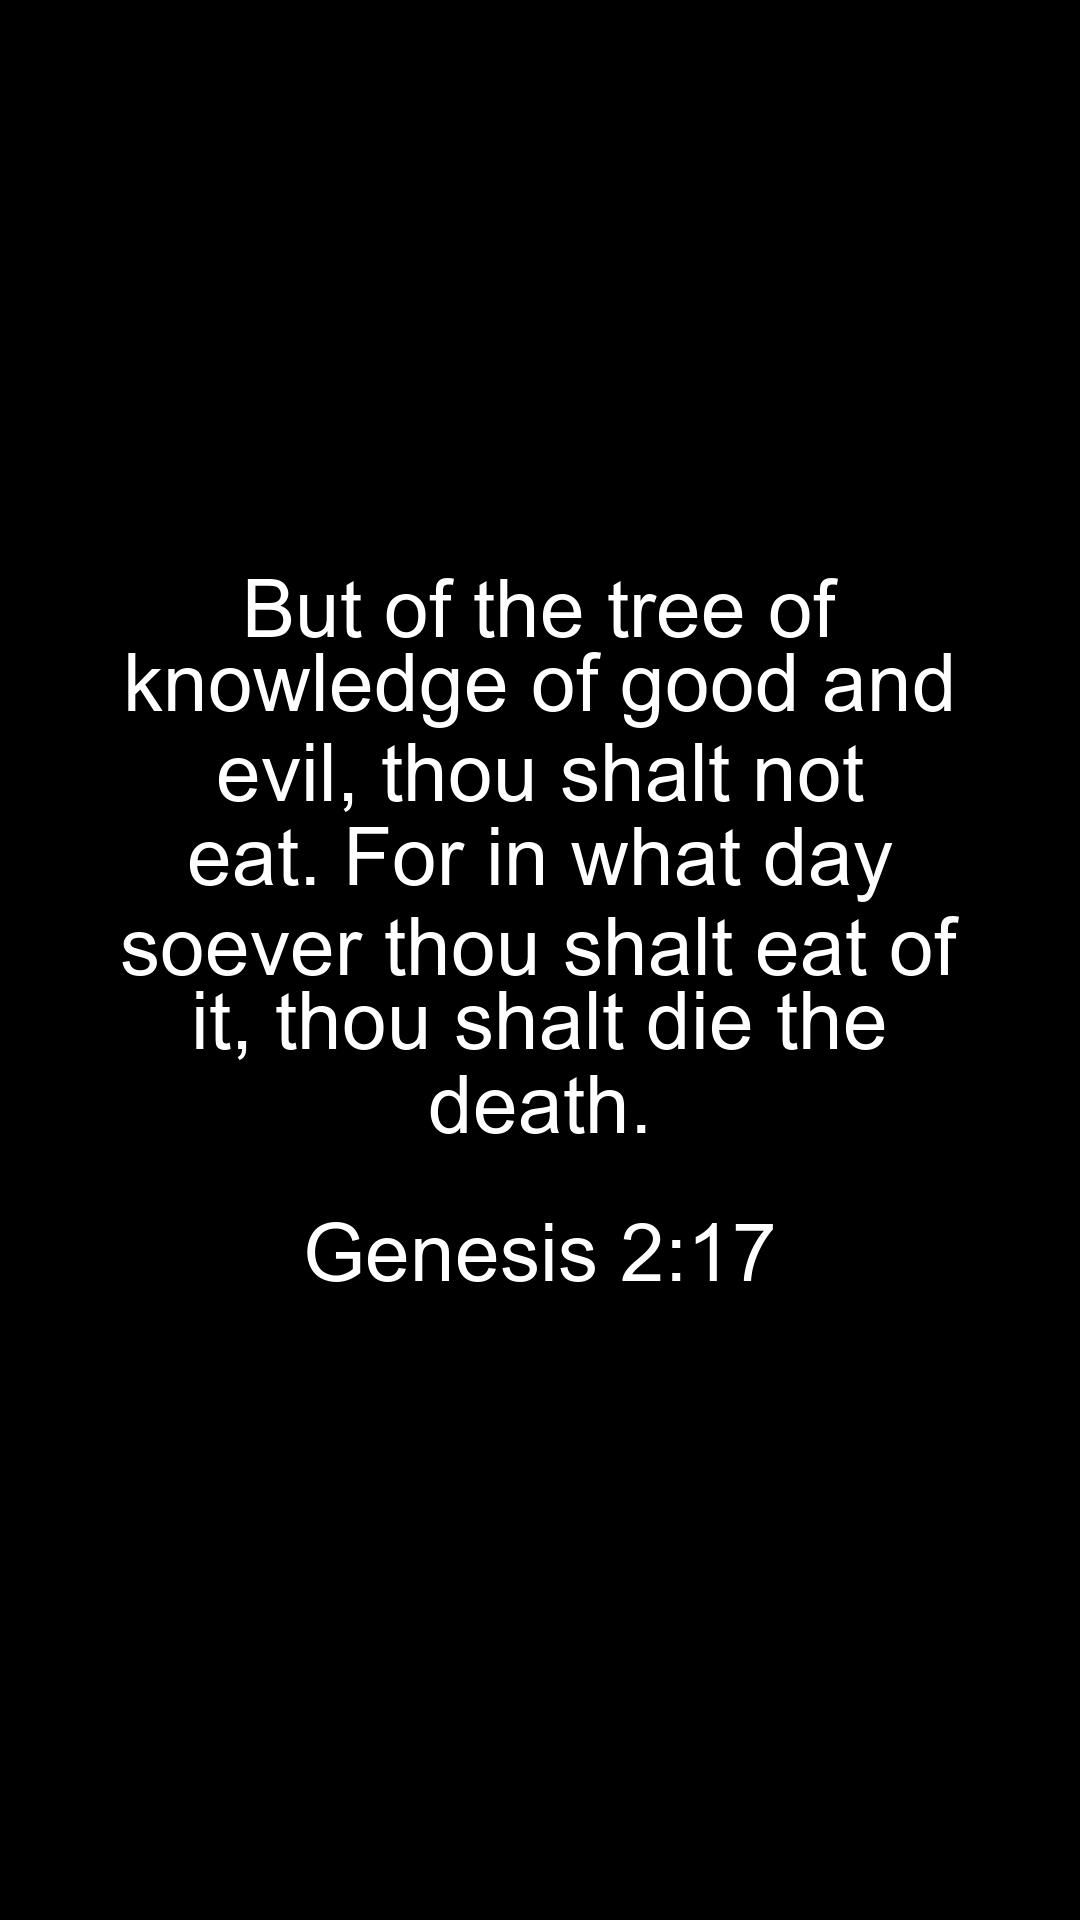 But of the tree of
knowledge of good and
evil, thou shalt not
eat. For in what day
soever thou shalt eat of
it, thou shalt die the
death.
Genesis 2:17